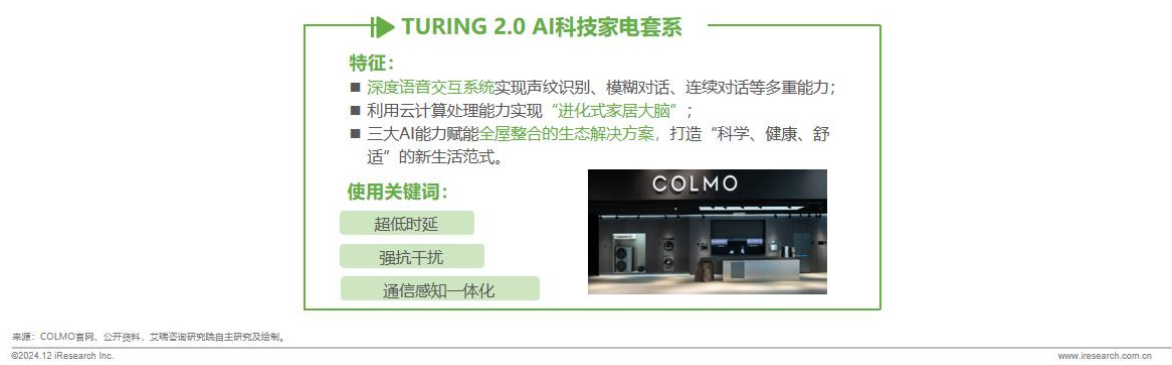 TURING 2.0 AI科技家电套系
特征：
■ 深度语音交互系统实现声纹识别、模糊对话、连续对话等多重能力；
■ 利用云计算处理能力实现“进化式家居大脑”；
■ 三大AI能力赋能全屋整合的生态解决方案，打造“科学、健康、舒
适”的新生活范式。
使用关键词：
COLMO
超低时延
强抗干扰
通信感知一体化
来源：COLMO官网、公开资料、艾瑞咨询研究院自主研究及绘制。
©2024.12 iResearch Inc.
www.iresearch.com.cn